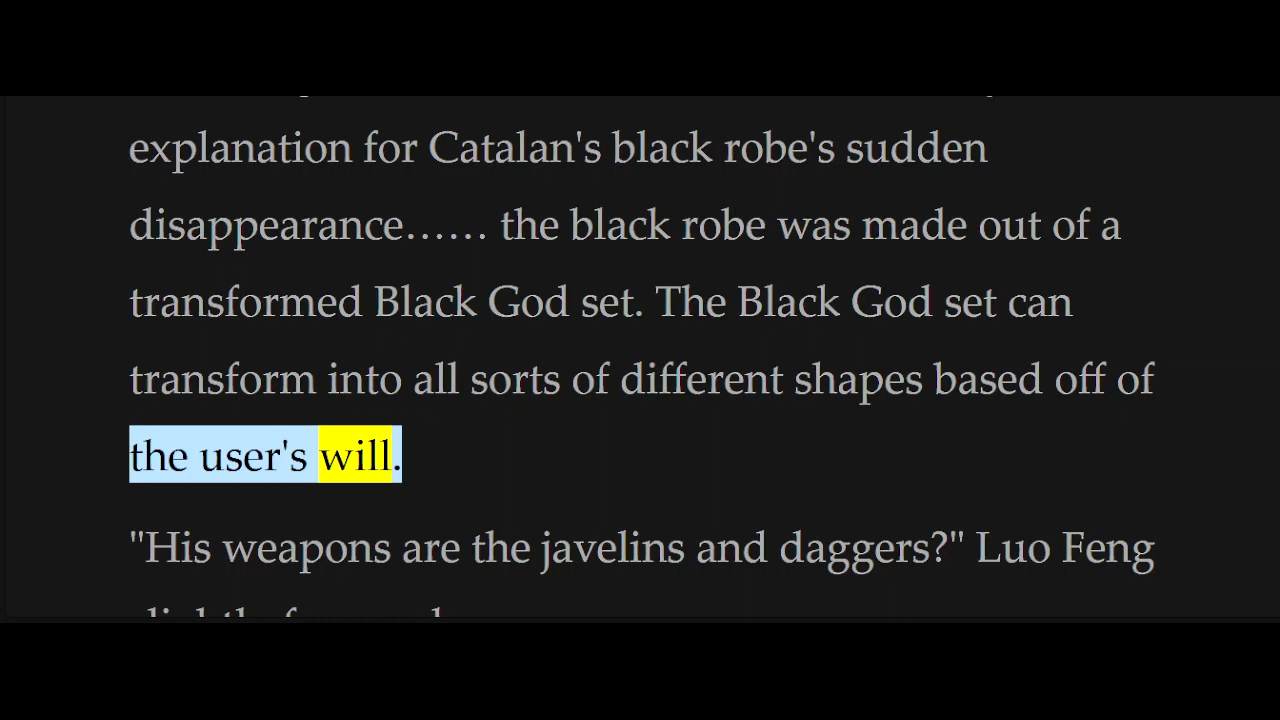 explanation for Catalan's black robe's sudden
disappearance...... the black robe was made out of a
transformed Black God set. The Black God set can
transform into all sorts of different shapes based off of
the user's will.
"His weapons are the javelins and daggers?" Luo Feng